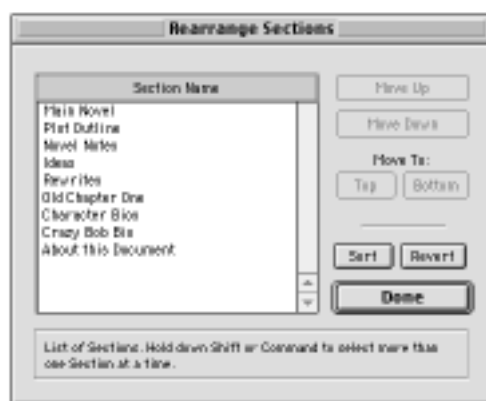 Rearrange Sections
Section Name
Main Novel
Plot Outline
Novel Notes
Ideas
Rewrites
Old Chapter One
Character Bios
Crazy Bob Bio
About this Document
Move Up
Move Down
Move To:
Top Bottom
Sort Revert
Done
List of Sections. Hold down Shift or Command to select more than
one Section at a time.